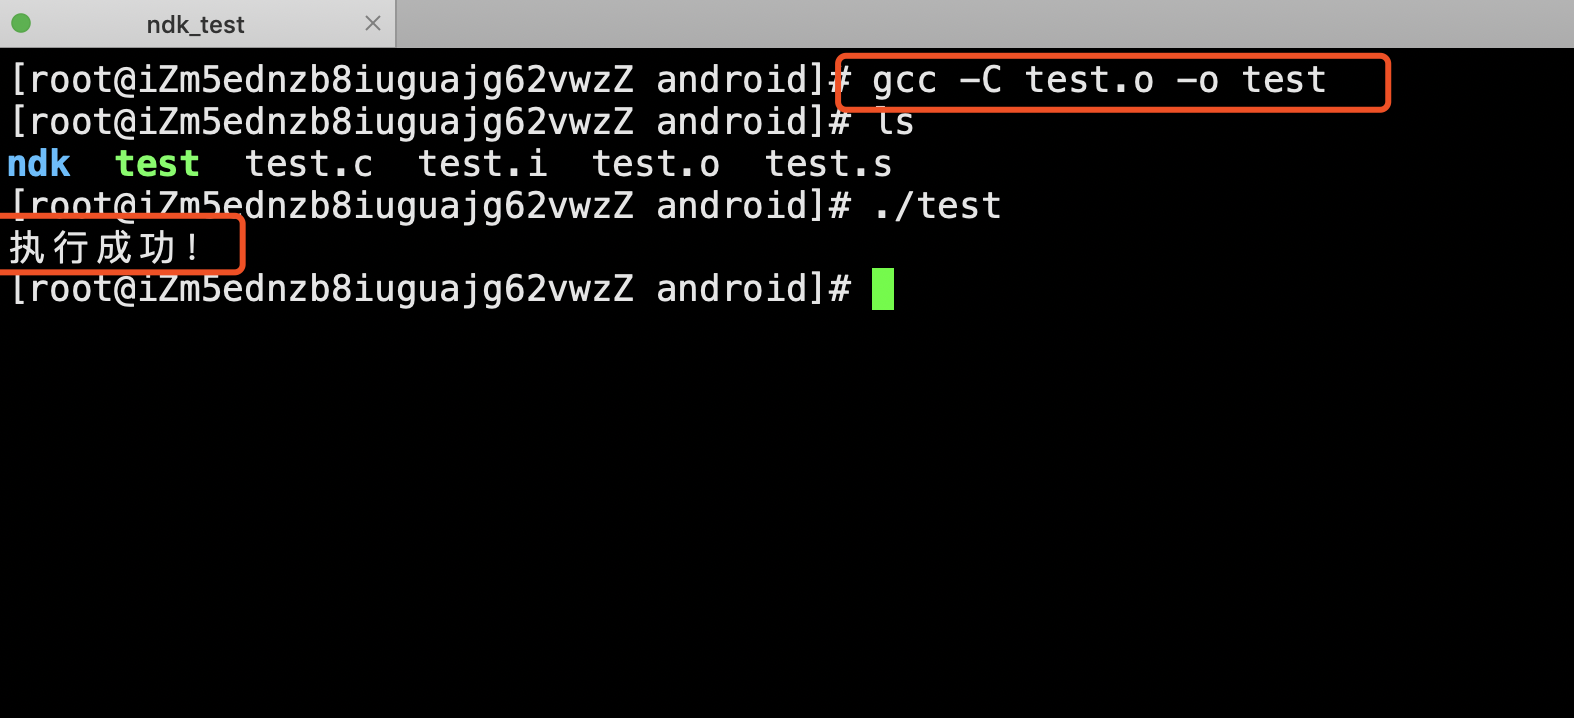 ndk_test
[root@iZm5ednzb8iuguajg62vwzZ android]# gcc -C test.o -o test
[root@iZm5ednzb8iuguajg62vwzZ android]# ls
ndk  test  test.c  test.i  test.o  test.s
[root@iZm5ednzb8iuguajg62vwzZ android]# ./test
执行成功!
[root@iZm5ednzb8iuguajg62vwzZ android]#